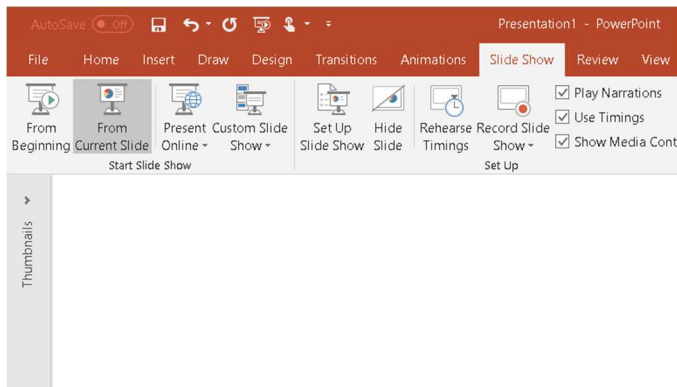 AutoSave Off Presentation1 - PowerPoint
File Home Insert Draw Design Transitions Animations Slide Show Review View
From Beginning
From Current Slide
Present Online
Custom Slide Show
Start Slide Show
Set Up Slide Show
Hide Slide
Rehearse Timings
Record Slide Show
Play Narrations
Use Timings
Show Media Cont
Set Up
Thumbnails